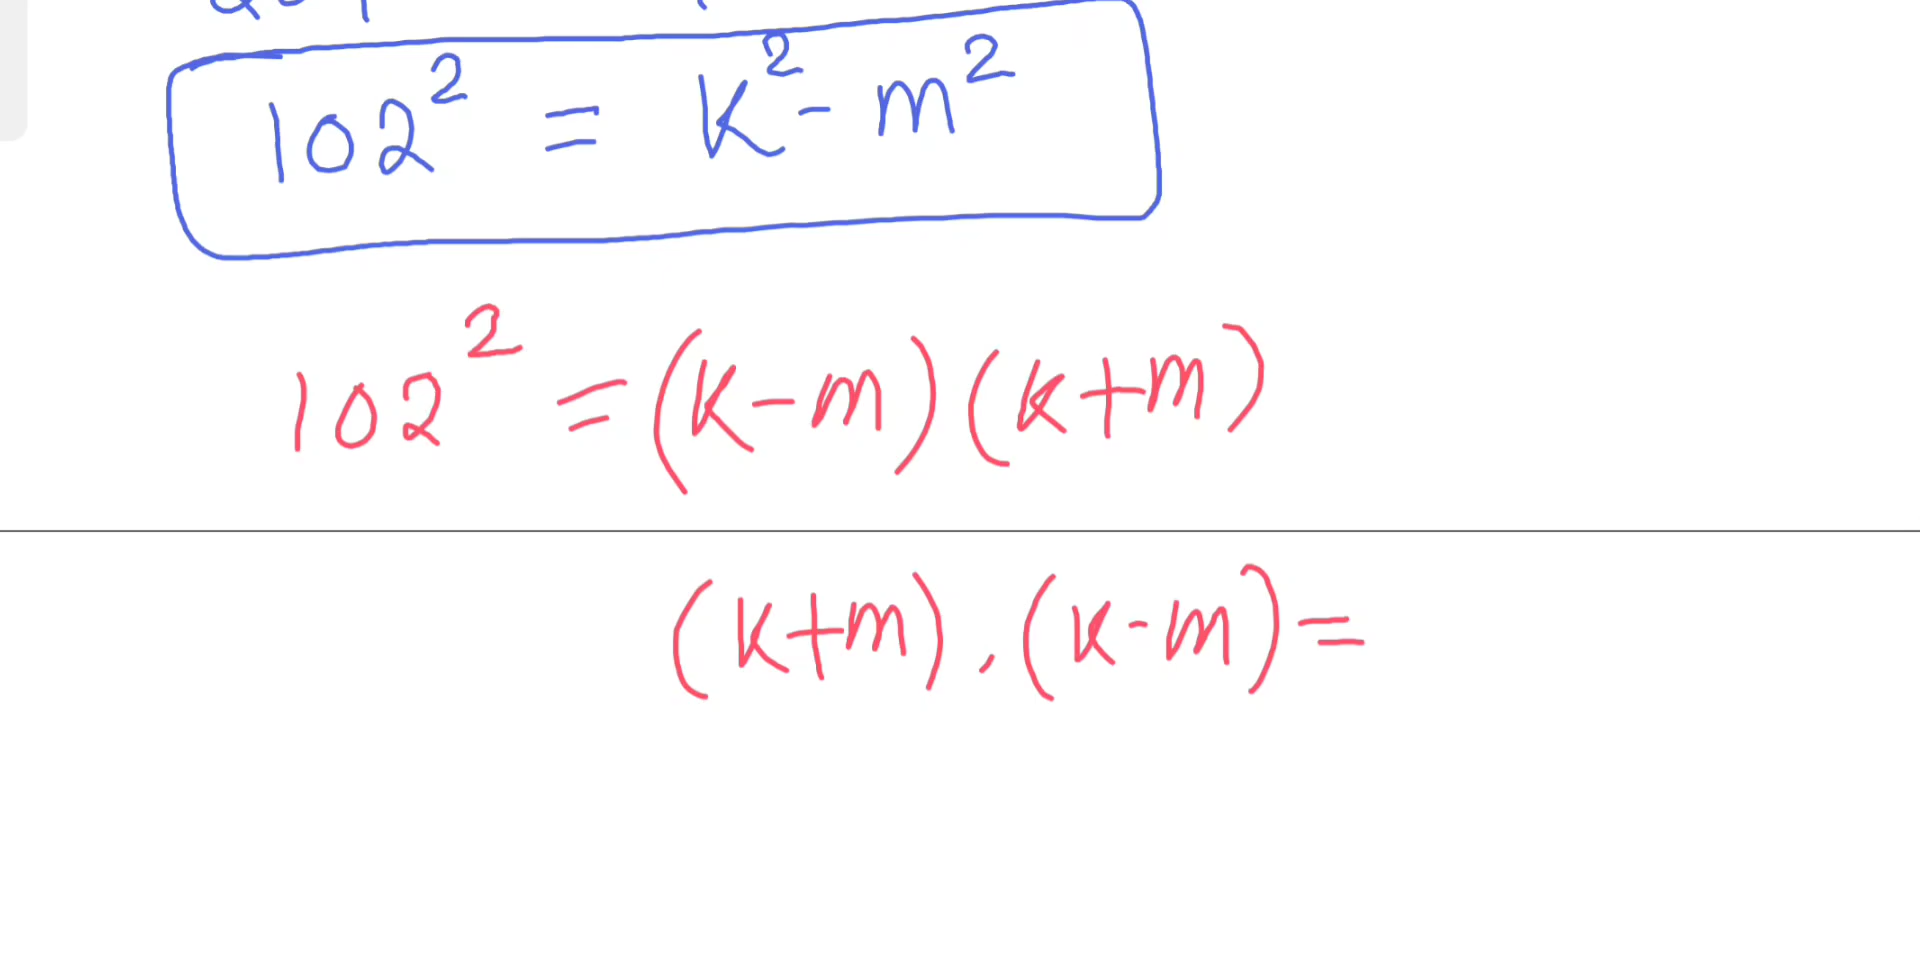 102² = k² - m²
102² = (k-m)(k+m)
(k+m).(k-m)=